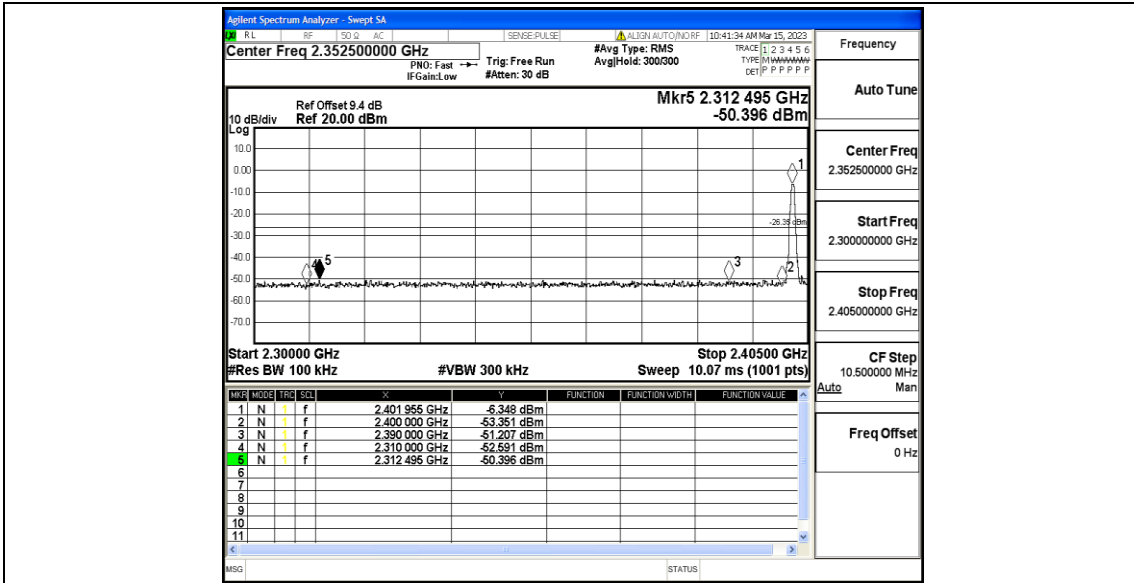 Agilent Spectrum Analyzer - Swept SA
RL RF 50 Ω AC SENSE:PULSE ALIGN AUTO/NO RF 10:41:34 AM Mar 15, 2023
Center Freq 2.352500000 GHz
PNO: Fast
IFGain:Low
Trig: Free Run
#Atten: 30 dB
#Avg Type: RMS
Avg|Hold: 300/300
TRACE 1 2 3 4 5 6
TYPE M
DET P P P P P P
Ref Offset 9.4 dB
10 dB/div Ref 20.00 dBm
Log
Mkr5 2.312 495 GHz
-50.396 dBm
10.0
0.00
-10.0
-20.0
-30.0
-40.0
-50.0
-60.0
-70.0
1
-26.35 dBm
4
5
3
2
Start 2.30000 GHz Stop 2.40500 GHz
#Res BW 100 kHz #VBW 300 kHz Sweep 10.07 ms (1001 pts)
MKR MODE TRC SCL X Y FUNCTION FUNCTION WIDTH FUNCTION VALUE
1 N 1 f 2.401 955 GHz -6.348 dBm
2 N 1 f 2.400 000 GHz -53.351 dBm
3 N 1 f 2.390 000 GHz -51.207 dBm
4 N 1 f 2.310 000 GHz -52.591 dBm
5 N 1 f 2.312 495 GHz -50.396 dBm
6
7
8
9
10
11
MSG STATUS
Frequency
Auto Tune
Center Freq
2.352500000 GHz
Start Freq
2.300000000 GHz
Stop Freq
2.405000000 GHz
CF Step
10.500000 MHz
Auto Man
Freq Offset
0 Hz